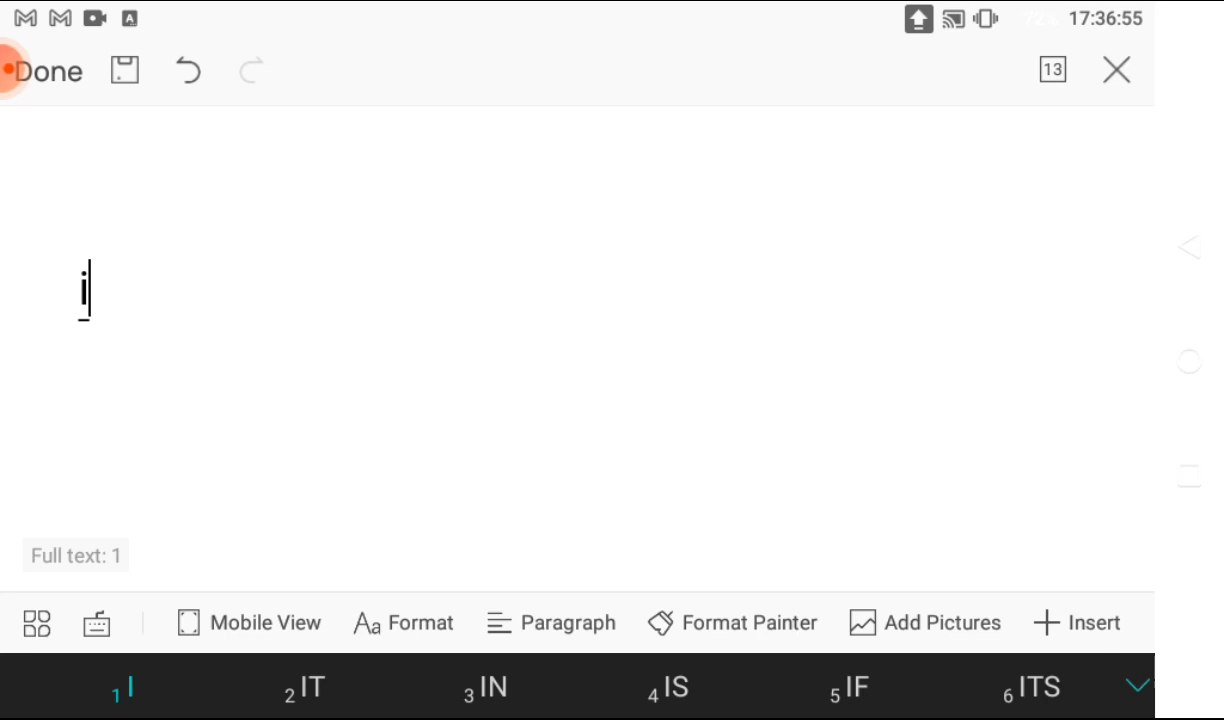 17:36:55
Done
13
i
Full text: 1
Mobile View Aa Format Paragraph Format Painter Add Pictures Insert
1 I 2 IT 3 IN 4 IS 5 IF 6 ITS